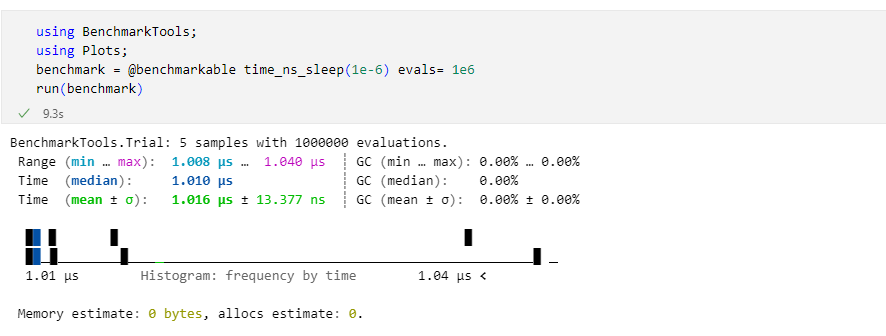 using BenchmarkTools;
using Plots;
benchmark = @benchmarkable time_ns_sleep(1e-6) evals= 1e6
run(benchmark)
✓ 9.3s
BenchmarkTools.Trial: 5 samples with 1000000 evaluations.
Range (min … max): 1.008 μs … 1.040 μs ┊ GC (min … max): 0.00% … 0.00%
Time (median): 1.010 μs ┊ GC (median): 0.00%
Time (mean ± σ): 1.016 μs ± 13.377 ns ┊ GC (mean ± σ): 0.00% ± 0.00%
1.01 μs Histogram: frequency by time 1.04 μs <
Memory estimate: 0 bytes, allocs estimate: 0.